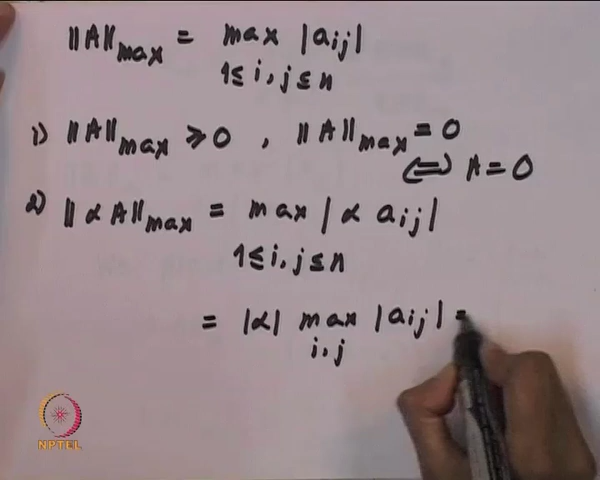 ‖A‖max = max |aij|
1≤i,j≤n
1) ‖A‖max ≥ 0 , ‖A‖max = 0
⟺ A = 0
2) ‖αA‖max = max |α aij|
1≤i,j≤n
= |α| max |aij| =
i,j
NPTEL